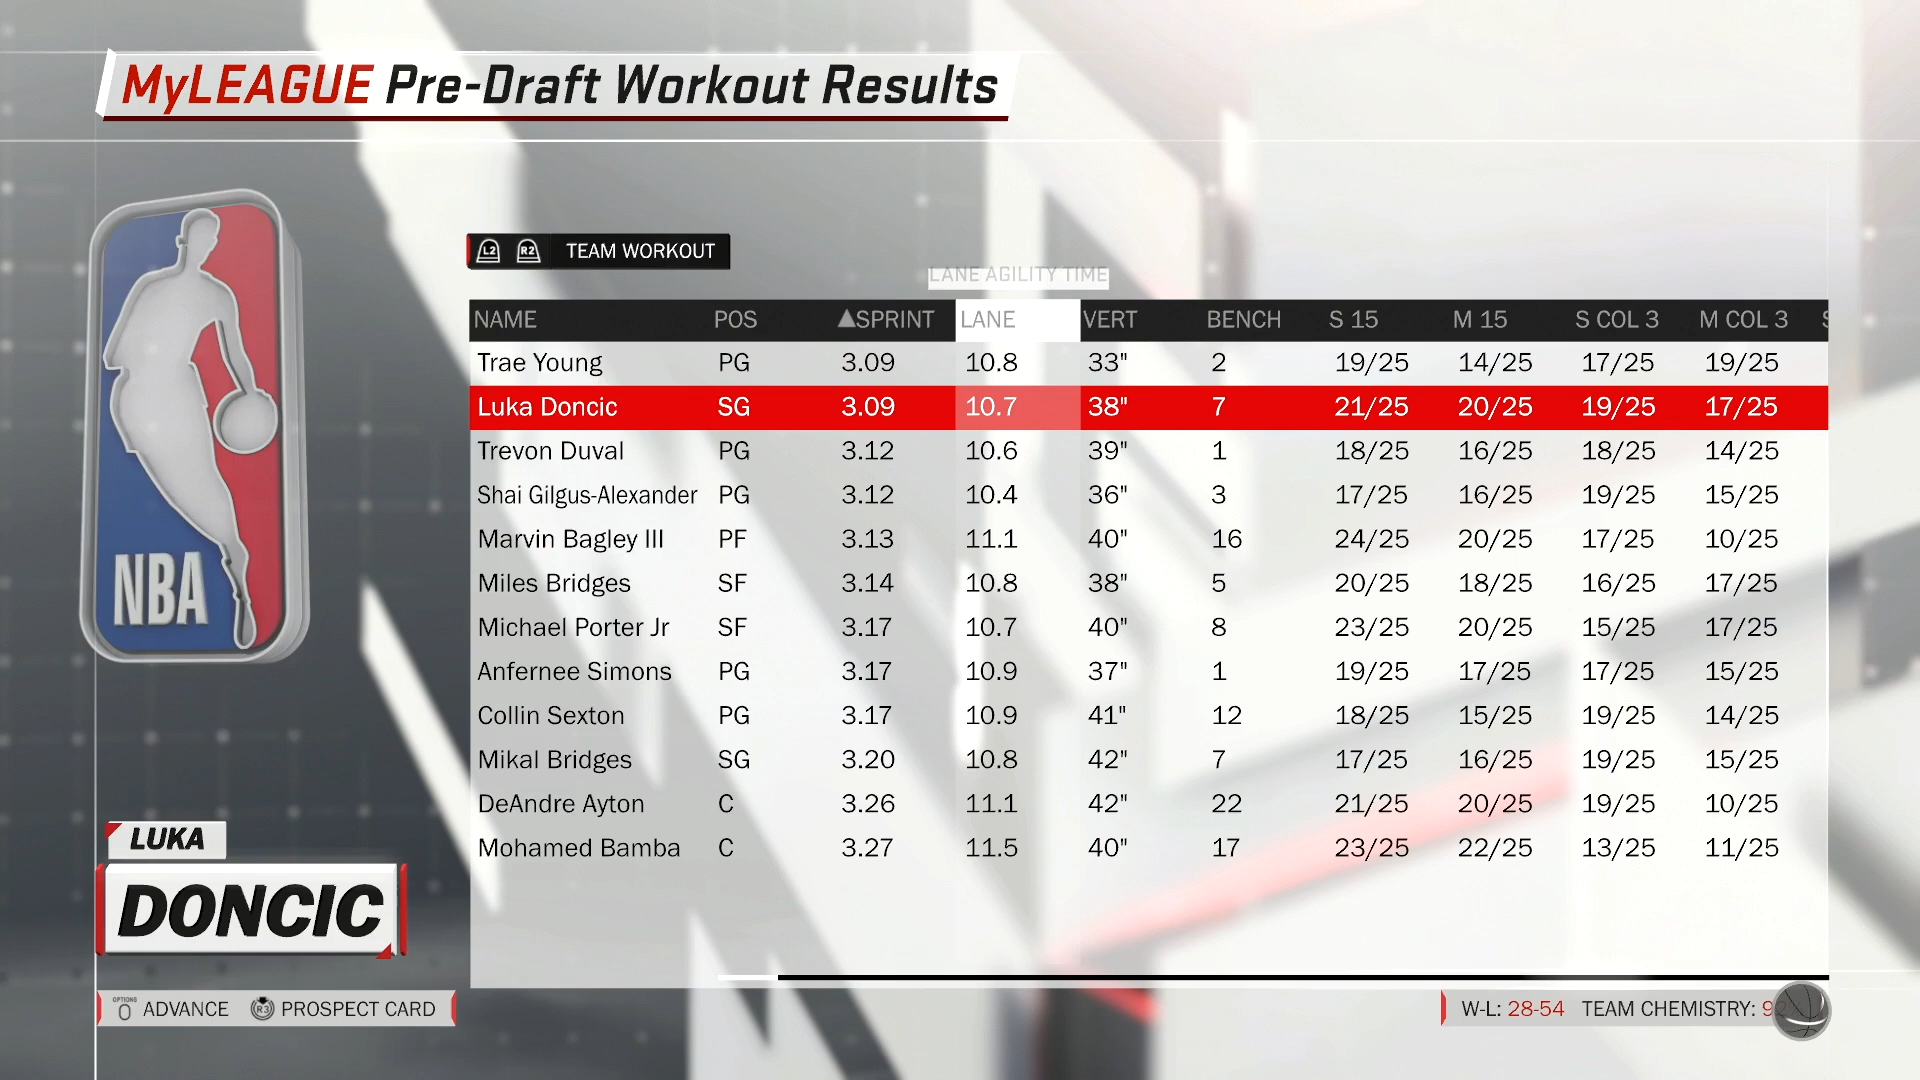 MyLEAGUE Pre-Draft Workout Results
L2 R2 TEAM WORKOUT
LANE AGILITY TIME
NAME POS ▲SPRINT LANE VERT BENCH S 15 M 15 S COL 3 M COL 3
Trae Young PG 3.09 10.8 33" 2 19/25 14/25 17/25 19/25
Luka Doncic SG 3.09 10.7 38" 7 21/25 20/25 19/25 17/25
Trevon Duval PG 3.12 10.6 39" 1 18/25 16/25 18/25 14/25
Shai Gilgus-Alexander PG 3.12 10.4 36" 3 17/25 16/25 19/25 15/25
Marvin Bagley III PF 3.13 11.1 40" 16 24/25 20/25 17/25 10/25
Miles Bridges SF 3.14 10.8 38" 5 20/25 18/25 16/25 17/25
Michael Porter Jr SF 3.17 10.7 40" 8 23/25 20/25 15/25 17/25
Anfernee Simons PG 3.17 10.9 37" 1 19/25 17/25 17/25 15/25
Collin Sexton PG 3.17 10.9 41" 12 18/25 15/25 19/25 14/25
Mikal Bridges SG 3.20 10.8 42" 7 17/25 16/25 19/25 15/25
DeAndre Ayton C 3.26 11.1 42" 22 21/25 20/25 19/25 10/25
Mohamed Bamba C 3.27 11.5 40" 17 23/25 22/25 13/25 11/25
NBA
LUKA
DONCIC
OPTIONS ADVANCE R3 PROSPECT CARD
W-L: 28-54 TEAM CHEMISTRY: